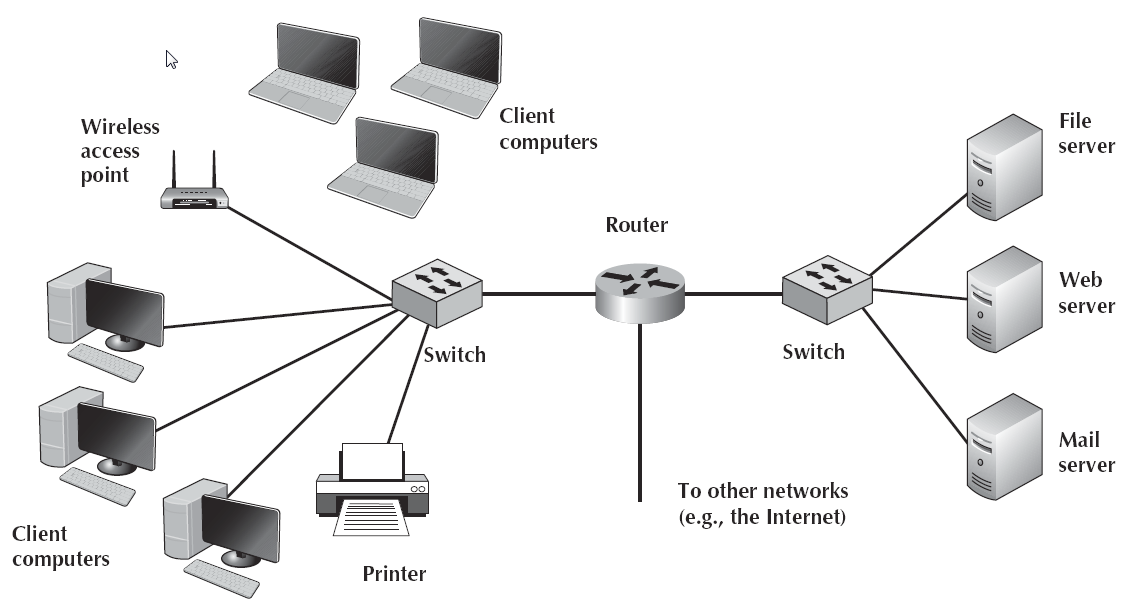 Client
computers
Wireless
access
point
File
server
Router
Web
server
Switch
Switch
Mail
server
To other networks
(e.g., the Internet)
Client
computers
Printer